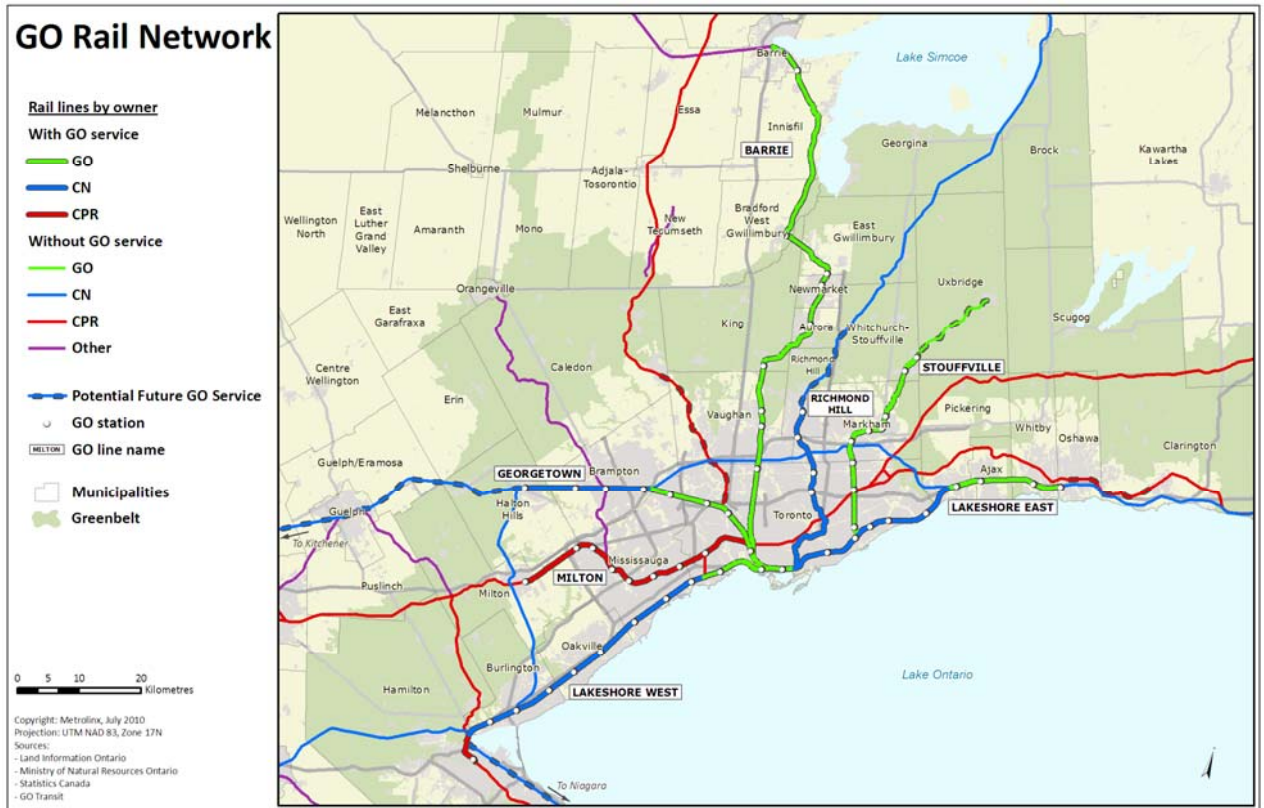 GO Rail Network
Rail lines by owner
With GO service
GO
CN
CPR
Without GO service
GO
CN
CPR
Other
Potential Future GO Service
GO station
MILTON GO line name
Municipalities
Greenbelt
0 5 10 20
Kilometres
Copyright: Metrolinx, July 2010
Projection: UTM NAD 83, Zone 17N
Sources:
- Land Information Ontario
- Ministry of Natural Resources Ontario
- Statistics Canada
- GO Transit
Barrie
Lake Simcoe
Melancthon
Mulmur
Essa
Innisfil
BARRIE
Georgina
Brock
Kawartha
Lakes
Shelburne
Adjala-
Tosorontio
Wellington
North
East
Luther
Grand
Valley
Amaranth
Mono
New
Tecumseth
Bradford
West
Gwillimbury
East
Gwillimbury
Orangeville
Newmarket
Uxbridge
East
Garafraxa
King
Aurora
Whitchurch-
Stouffville
Scugog
Centre
Wellington
Caledon
Richmond
Hill
STOUFFVILLE
Erin
Vaughan
RICHMOND
HILL
Markham
Pickering
Whitby
Oshawa
Clarington
Guelph/Eramosa
GEORGETOWN
Brampton
Ajax
Guelph
Halton
Hills
Toronto
LAKESHORE EAST
To Kitchener
Mississauga
Puslinch
Milton
MILTON
Oakville
Burlington
Hamilton
LAKESHORE WEST
Lake Ontario
To Niagara